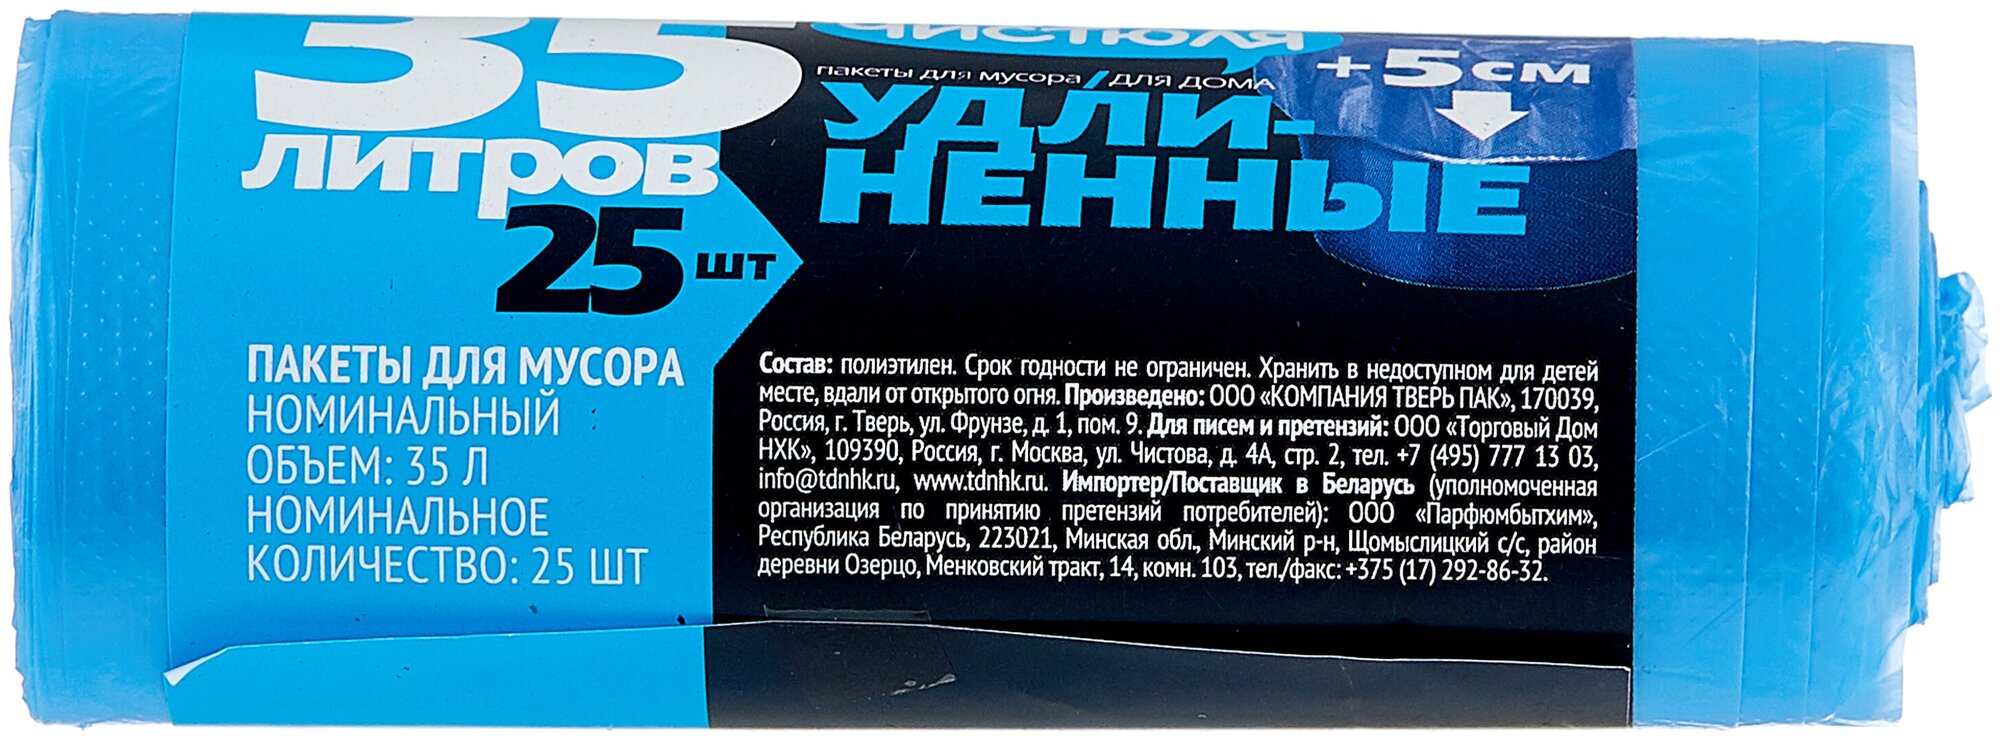 35
ЛИТРОВ
25 ШТ
ПАКЕТЫ ДЛЯ МУСОРА
НОМИНАЛЬНЫЙ
ОБЪЕМ: 35 Л
НОМИНАЛЬНОЕ
КОЛИЧЕСТВО: 25 ШТ
ЧИСТЮЛЯ
ПАКЕТЫ ДЛЯ МУСОРА / ДЛЯ ДОМА
УДЛИ-
НЕННЫЕ
+5 СМ
Состав: полиэтилен. Срок годности не ограничен. Хранить в недоступном для детей
месте, вдали от открытого огня. Произведено: ООО «КОМПАНИЯ ТВЕРЬ ПАК», 170039,
Россия, г. Тверь, ул. Фрунзе, д. 1, пом. 9. Для писем и претензий: ООО «Торговый Дом
НХК», 109390, Россия, г. Москва, ул. Чистова, д. 4А, стр. 2, тел. +7 (495) 777 13 03,
info@tdnhk.ru, www.tdnhk.ru. Импортер/Поставщик в Беларусь (уполномоченная
организация по принятию претензий потребителей): ООО «Парфюмбытхим»,
Республика Беларусь, 223021, Минская обл., Минский р-н, Щомыслицкий с/с, район
деревни Озерцо, Менковский тракт, 14, комн. 103, тел./факс: +375 (17) 292-86-32.